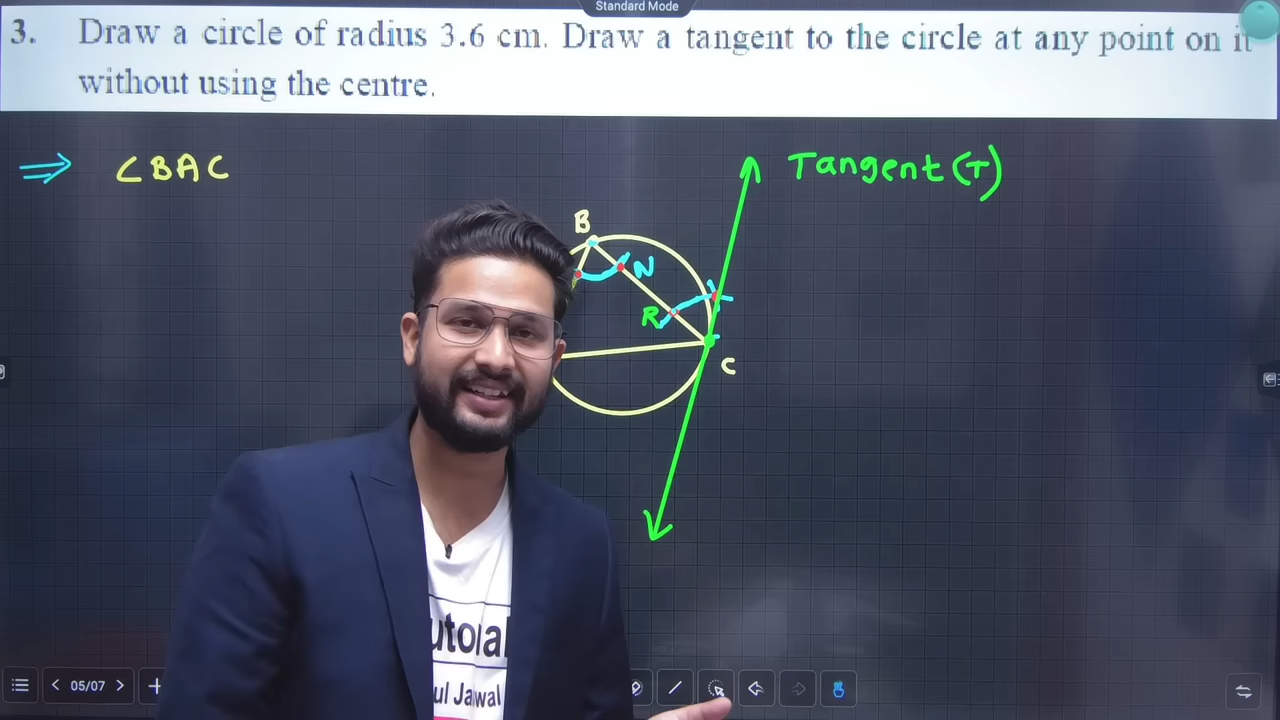 Standard Mode
3. Draw a circle of radius 3.6 cm. Draw a tangent to the circle at any point on it
without using the centre.
⇒ ∠BAC
Tangent (T)
B
N
R
C
utorial
ul Jaiwal
05/07